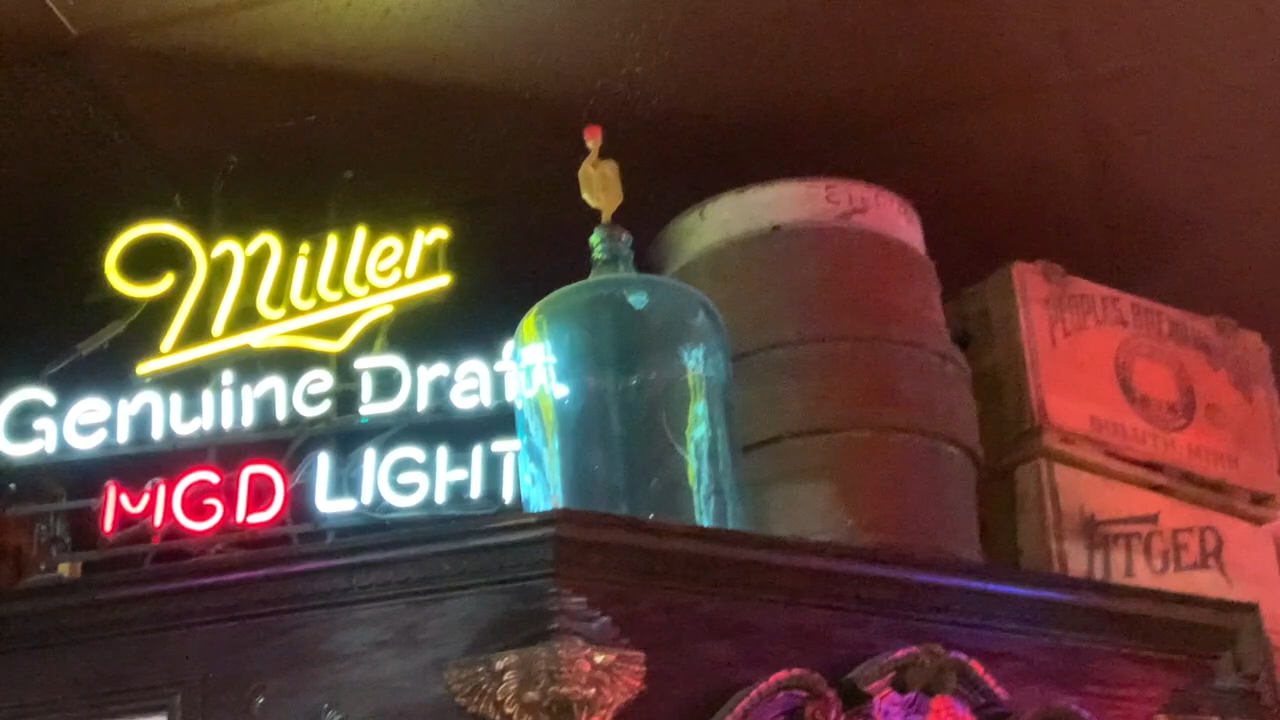 Miller
Genuine Draft
MGD LIGHT
PEOPLES BREWING
DULUTH, MINN
FITGER